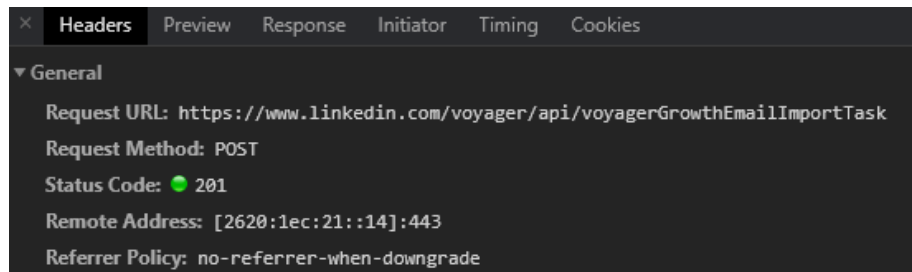 × Headers Preview Response Initiator Timing Cookies
▼ General
Request URL: https://www.linkedin.com/voyager/api/voyagerGrowthEmailImportTask
Request Method: POST
Status Code: 201
Remote Address: [2620:1ec:21::14]:443
Referrer Policy: no-referrer-when-downgrade